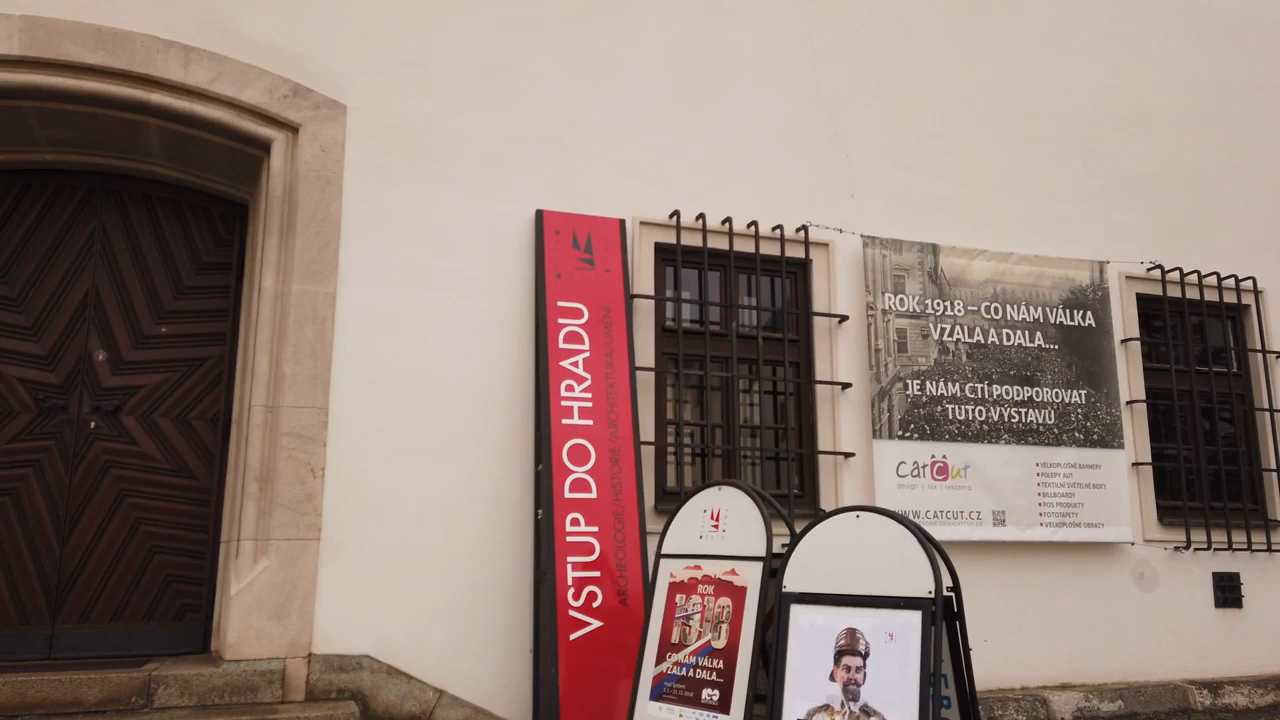 VSTUP DO HRADU
ARCHEOLOGIE/HISTORIE/ARCHITEKTURA/UMĚNÍ
ROK 1918 – CO NÁM VÁLKA
VZALA A DALA...
JE NÁM CTÍ PODPOROVAT
TUTO VÝSTAVU
catcut
design | tisk | reklama
WWW.CATCUT.CZ
VELKOPLOŠNÉ BANNERY
POLEPY AUT
TEXTILNÍ SVĚTELNÉ BOXY
BILLBOARDY
POS PRODUKTY
FOTOTAPETY
VELKOPLOŠNÉ OBRAZY
ROK
1918
CO NÁM VÁLKA
VZALA A DALA...